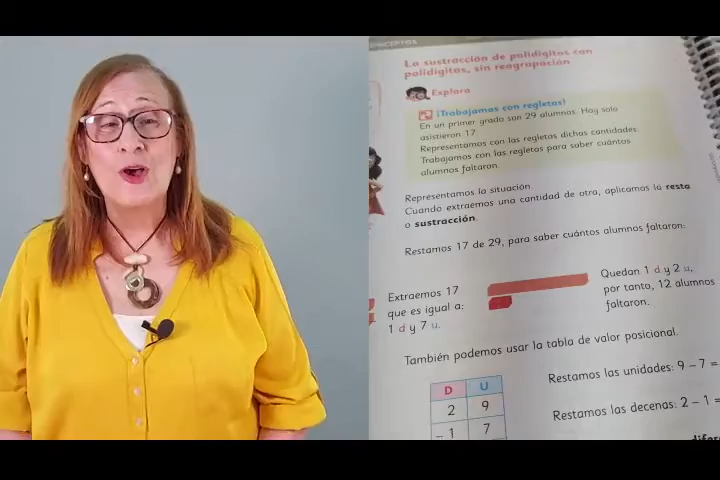 La sustracción de polidígitos con
polidígitos, sin reagrupación
Explora
¡Trabajamos con regletas!
En un primer grado son 29 alumnos. Hoy solo
asistieron 17.
Representamos con las regletas dichas cantidades.
Trabajamos con las regletas para saber cuántos
alumnos faltaron.
Representamos la situación.
Cuando extraemos una cantidad de otra, aplicamos la resta
o sustracción.
Restamos 17 de 29, para saber cuántos alumnos faltaron:
Extraemos 17
que es igual a:
1 d y 7 u.
Quedan 1 d y 2 u,
por tanto, 12 alumnos
faltaron.
También podemos usar la tabla de valor posicional.
D U
2 9
- 1 7
Restamos las unidades: 9 - 7 =
Restamos las decenas: 2 - 1 =